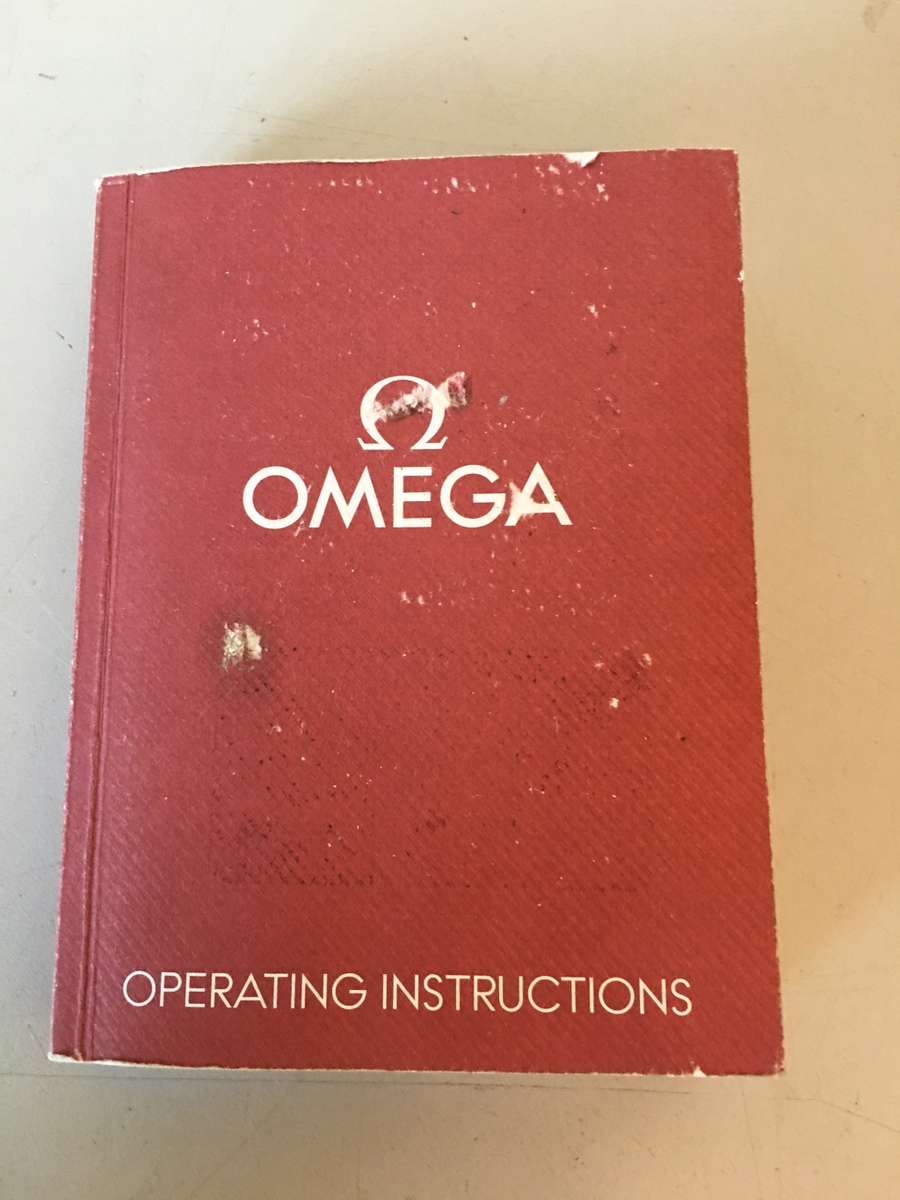 Ω
OMEGA
OPERATING INSTRUCTIONS